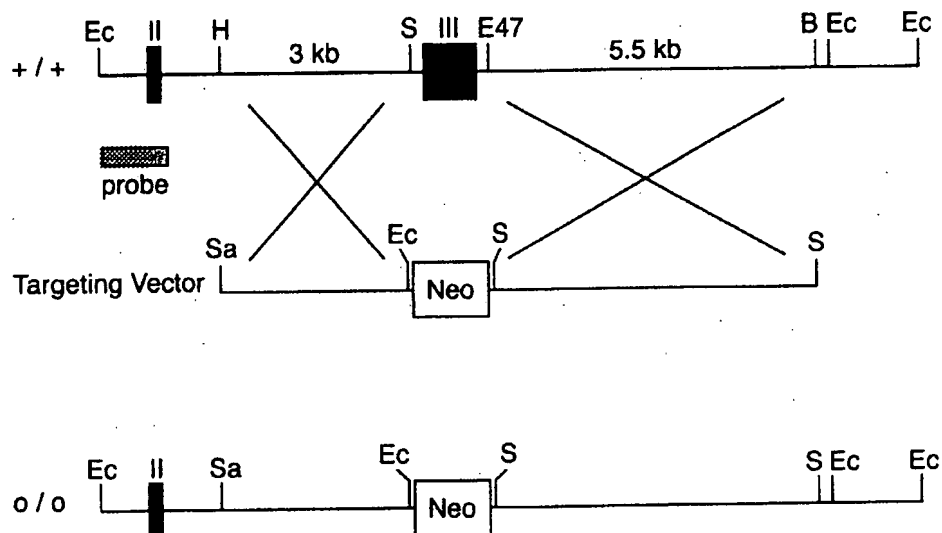 Ec II H S III E47 B Ec Ec
+ / + 3 kb 5.5 kb
probe
Sa Ec S S
Targeting Vector Neo
Ec II Sa Ec S S Ec Ec
o / o Neo